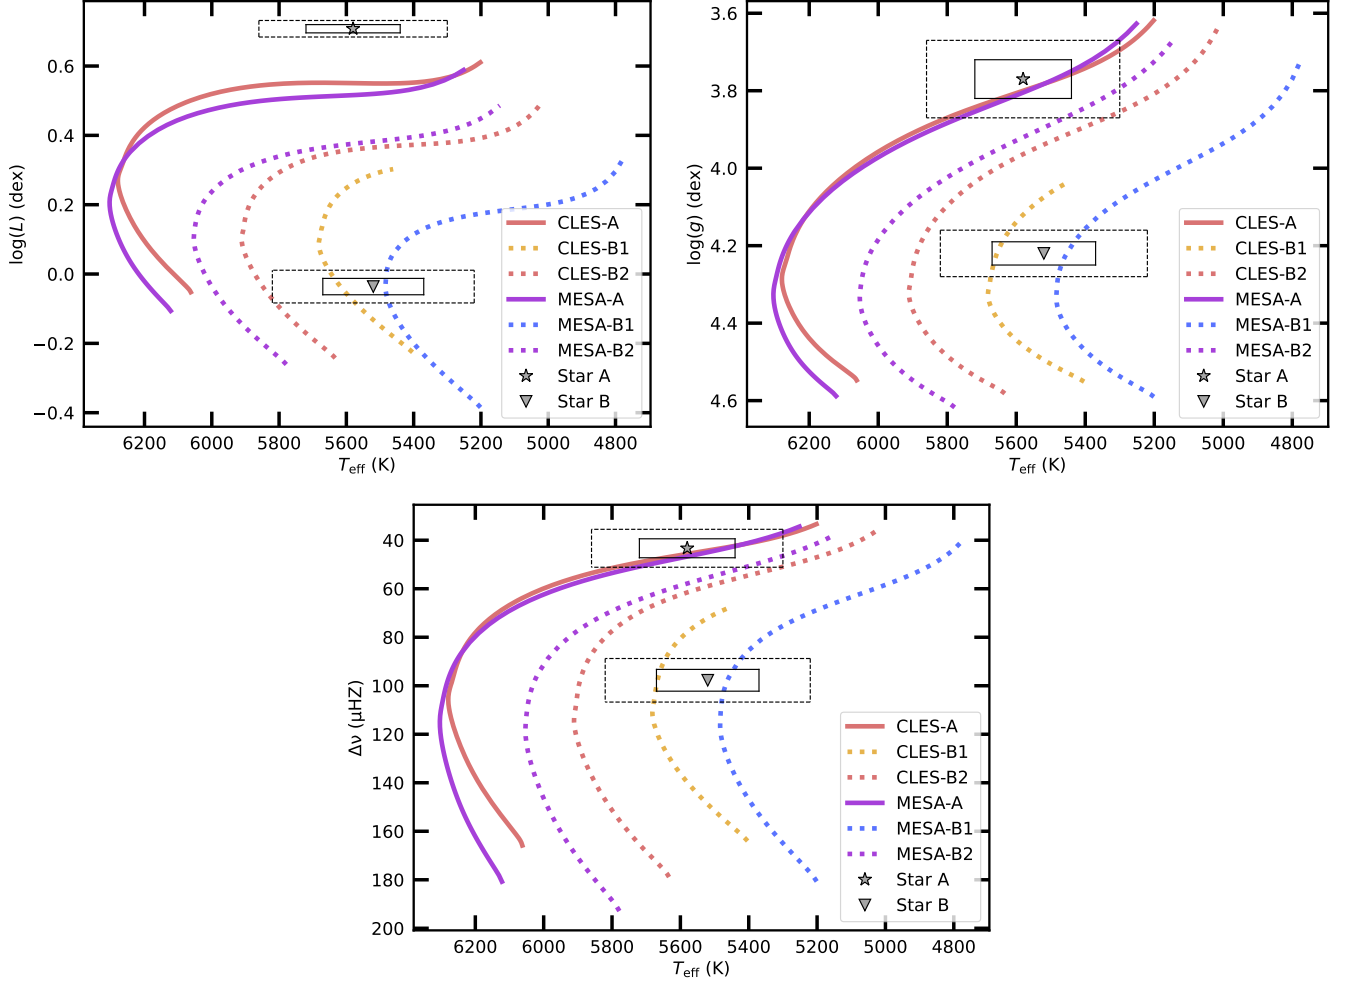 0.6
0.4
0.2
0.0
−0.2
−0.4
log(L) (dex)
6200 6000 5800 5600 5400 5200 5000 4800
Teff (K)
CLES-A
CLES-B1
CLES-B2
MESA-A
MESA-B1
MESA-B2
Star A
Star B
3.6
3.8
4.0
4.2
4.4
4.6
log(g) (dex)
6200 6000 5800 5600 5400 5200 5000 4800
Teff (K)
CLES-A
CLES-B1
CLES-B2
MESA-A
MESA-B1
MESA-B2
Star A
Star B
40
60
80
100
120
140
160
180
200
Δν (μHZ)
6200 6000 5800 5600 5400 5200 5000 4800
Teff (K)
CLES-A
CLES-B1
CLES-B2
MESA-A
MESA-B1
MESA-B2
Star A
Star B